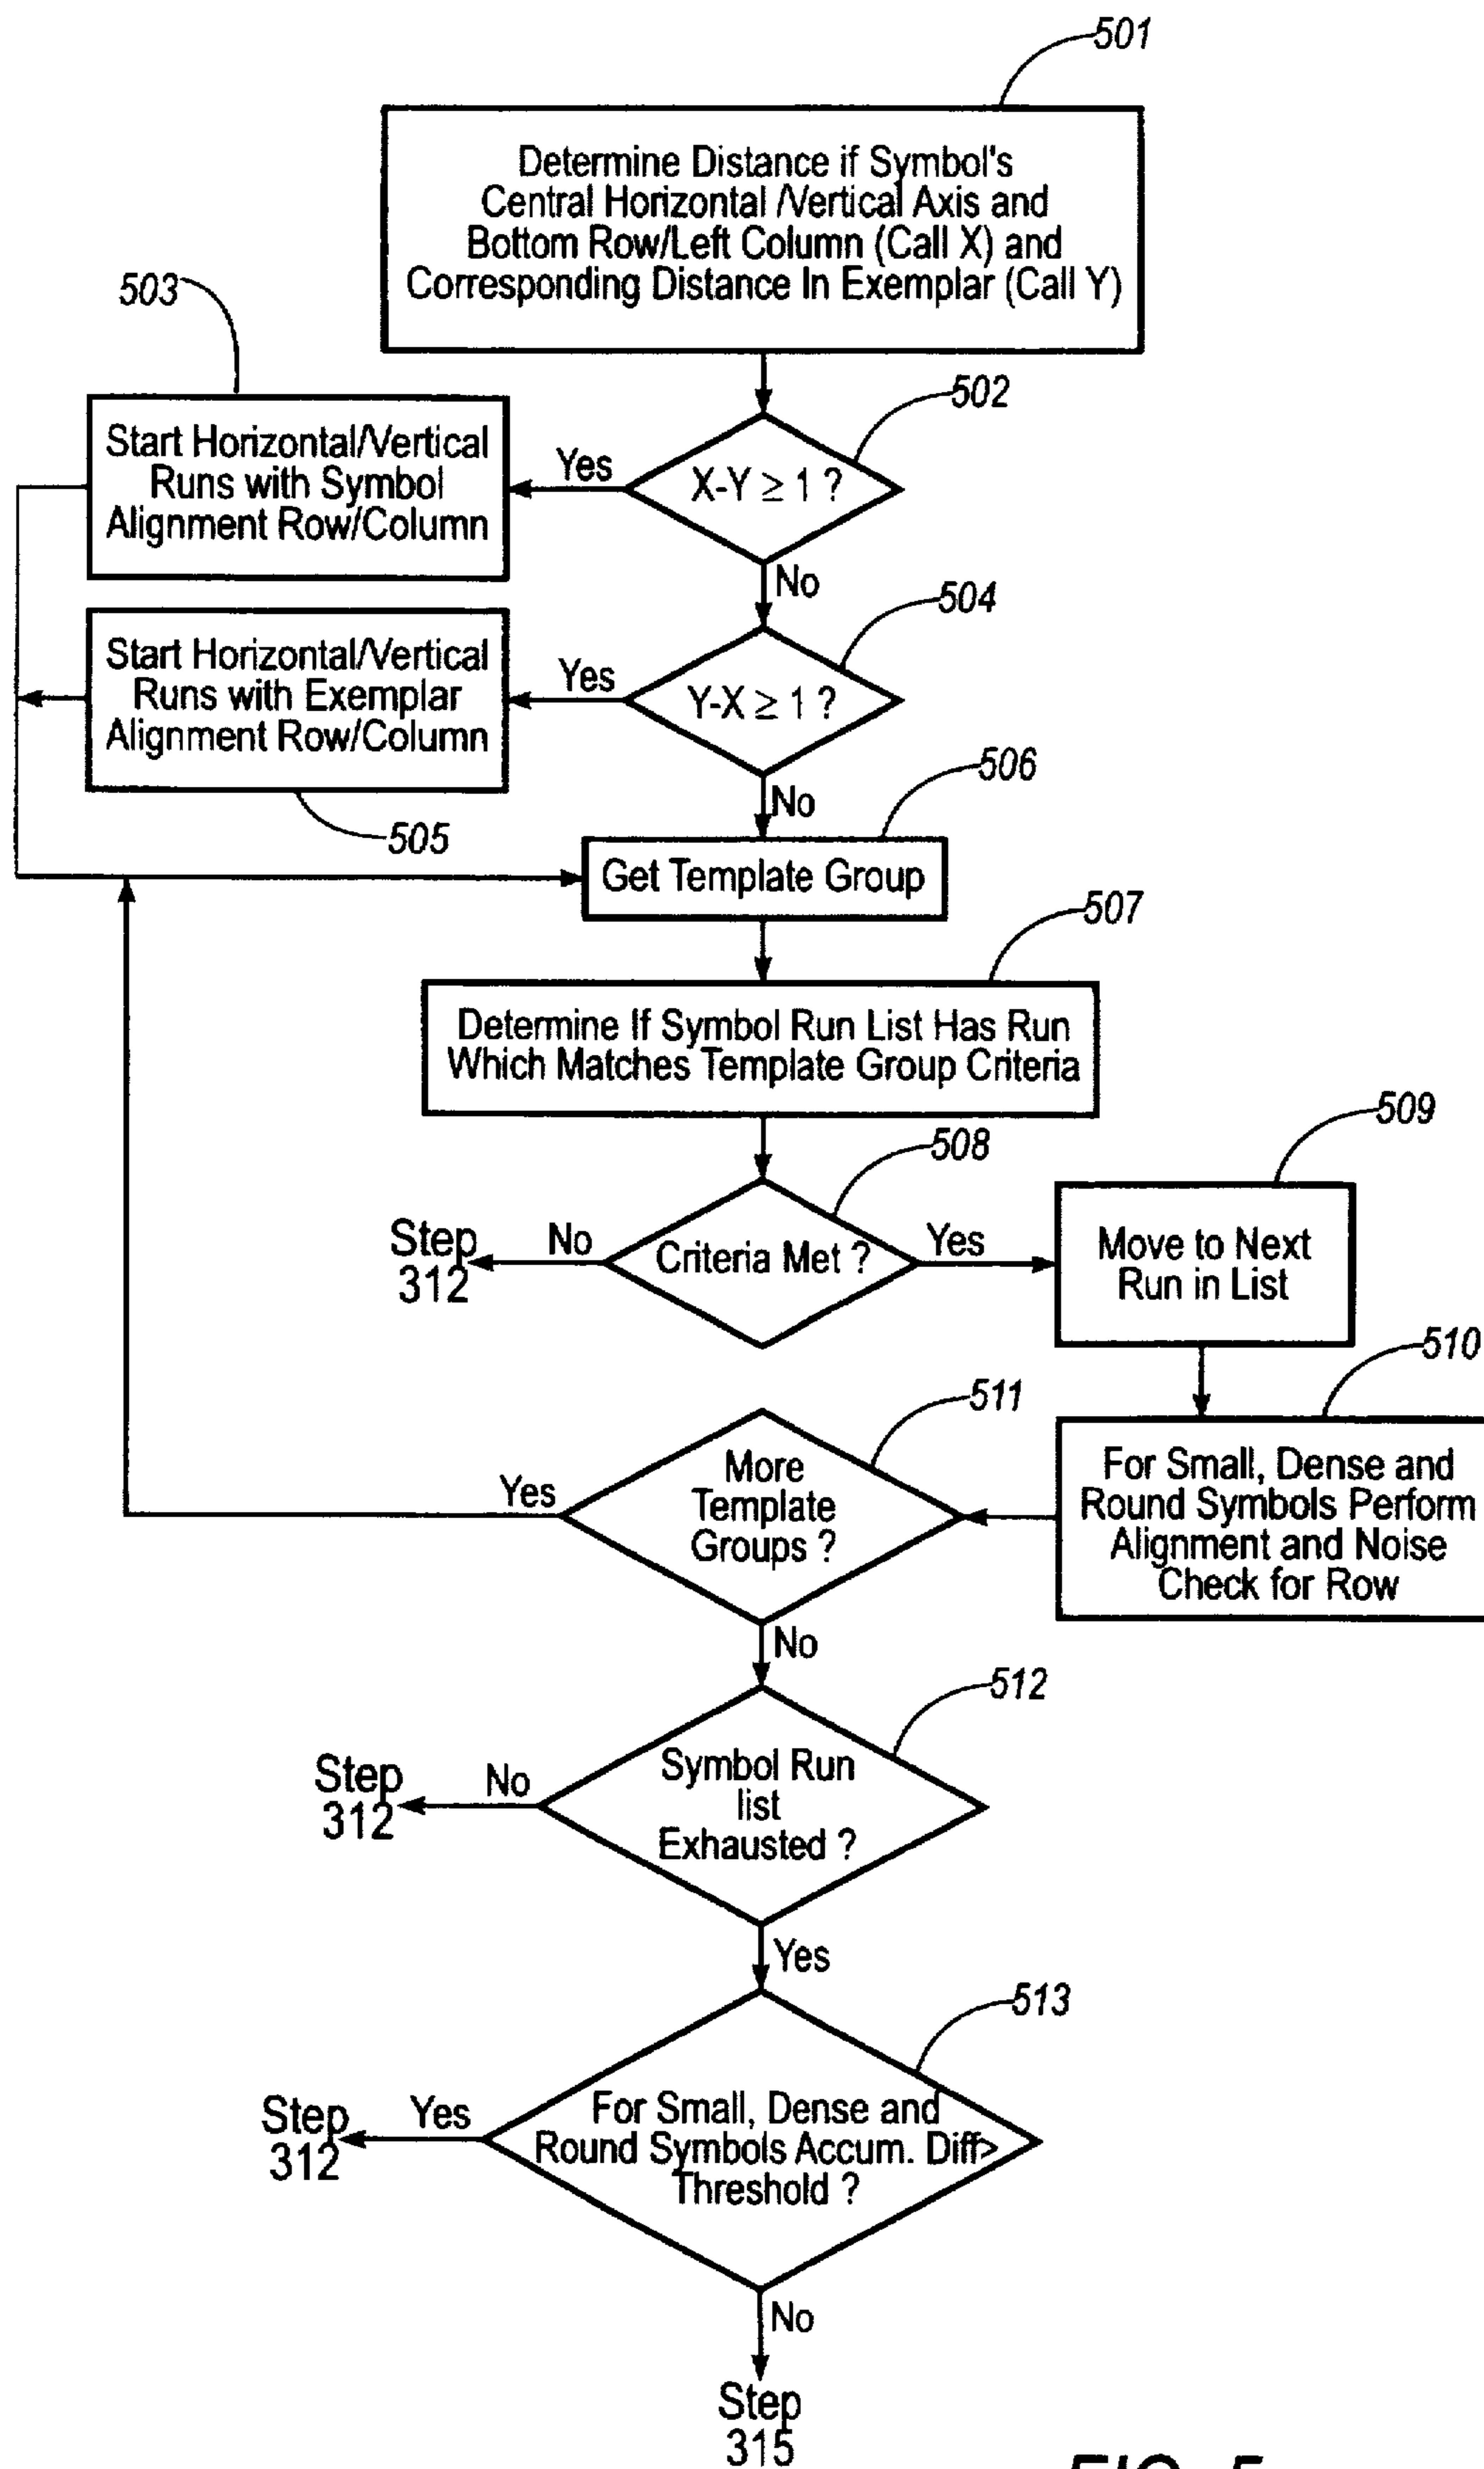 501
Determine Distance if Symbol's
Central Horizontal /Vertical Axis and
Bottom Row/Left Column (Call X) and
Corresponding Distance In Exemplar (Call Y)
503
502
Start Horizontal/Vertical
Runs with Symbol
Alignment Row/Column
Yes
X-Y ≥ 1 ?
No
504
Start Horizontal/Vertical
Runs with Exemplar
Alignment Row/Column
Yes
Y-X ≥ 1 ?
505
No
506
Get Template Group
507
Determine If Symbol Run List Has Run
Which Matches Template Group Criteria
508
509
Step
312
No
Criteria Met ?
Yes
Move to Next
Run in List
510
511
For Small, Dense and
Round Symbols Perform
Alignment and Noise
Check for Row
Yes
More
Template
Groups ?
No
512
Step
312
No
Symbol Run
list
Exhausted ?
Yes
513
Step
312
Yes
For Small, Dense and
Round Symbols Accum. Diff>
Threshold ?
No
Step
315
FIG. 5